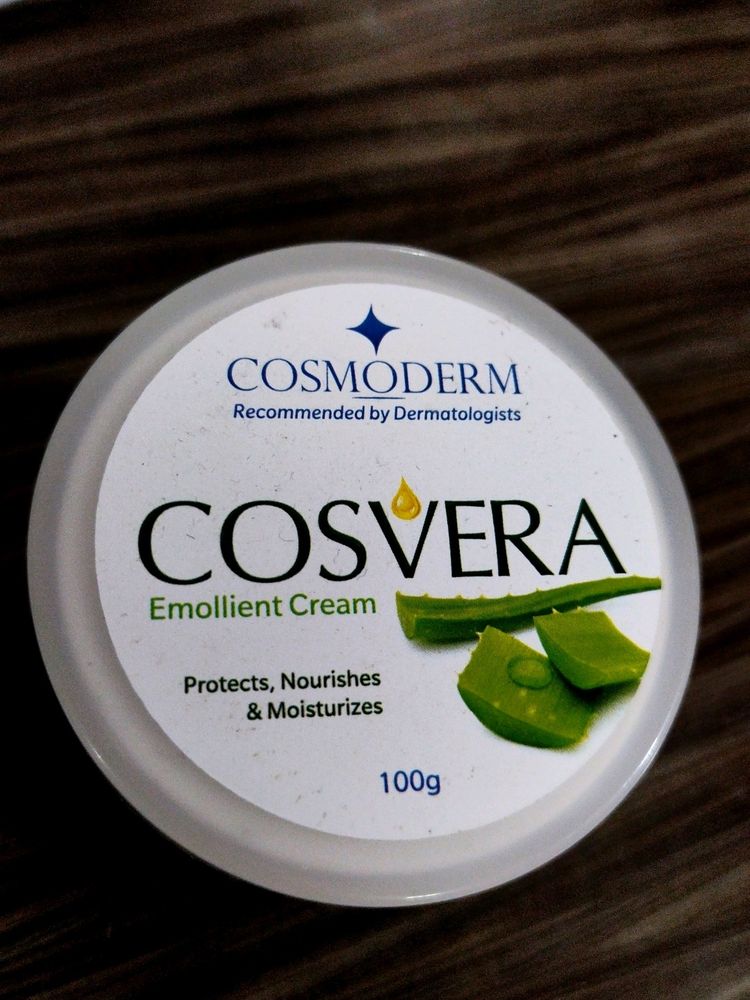 COSMODERM
Recommended by Dermatologists
COSVERA
Emollient Cream
Protects, Nourishes
& Moisturizes
100g